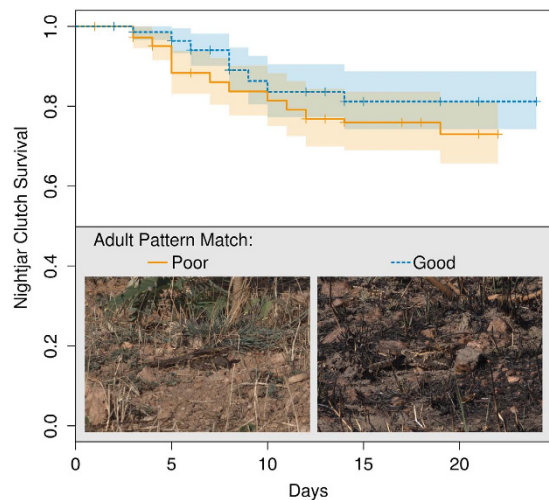 1.0
0.8
0.6
0.4
0.2
0.0
Nightjar Clutch Survival
Adult Pattern Match:
Poor Good
0 5 10 15 20
Days